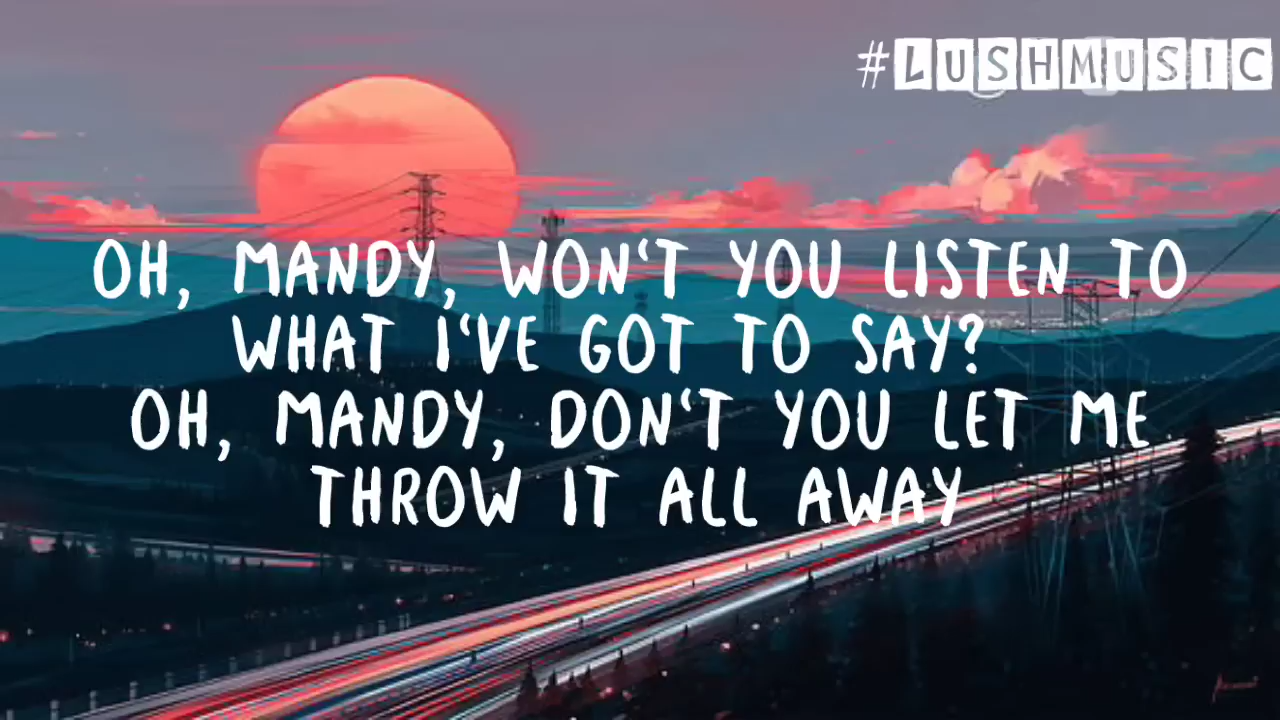 #LUSHMUSIC
OH, MANDY, WON‘T YOU LISTEN TO
WHAT I‘VE GOT TO SAY?
OH, MANDY, DON‘T YOU LET ME
THROW IT ALL AWAY